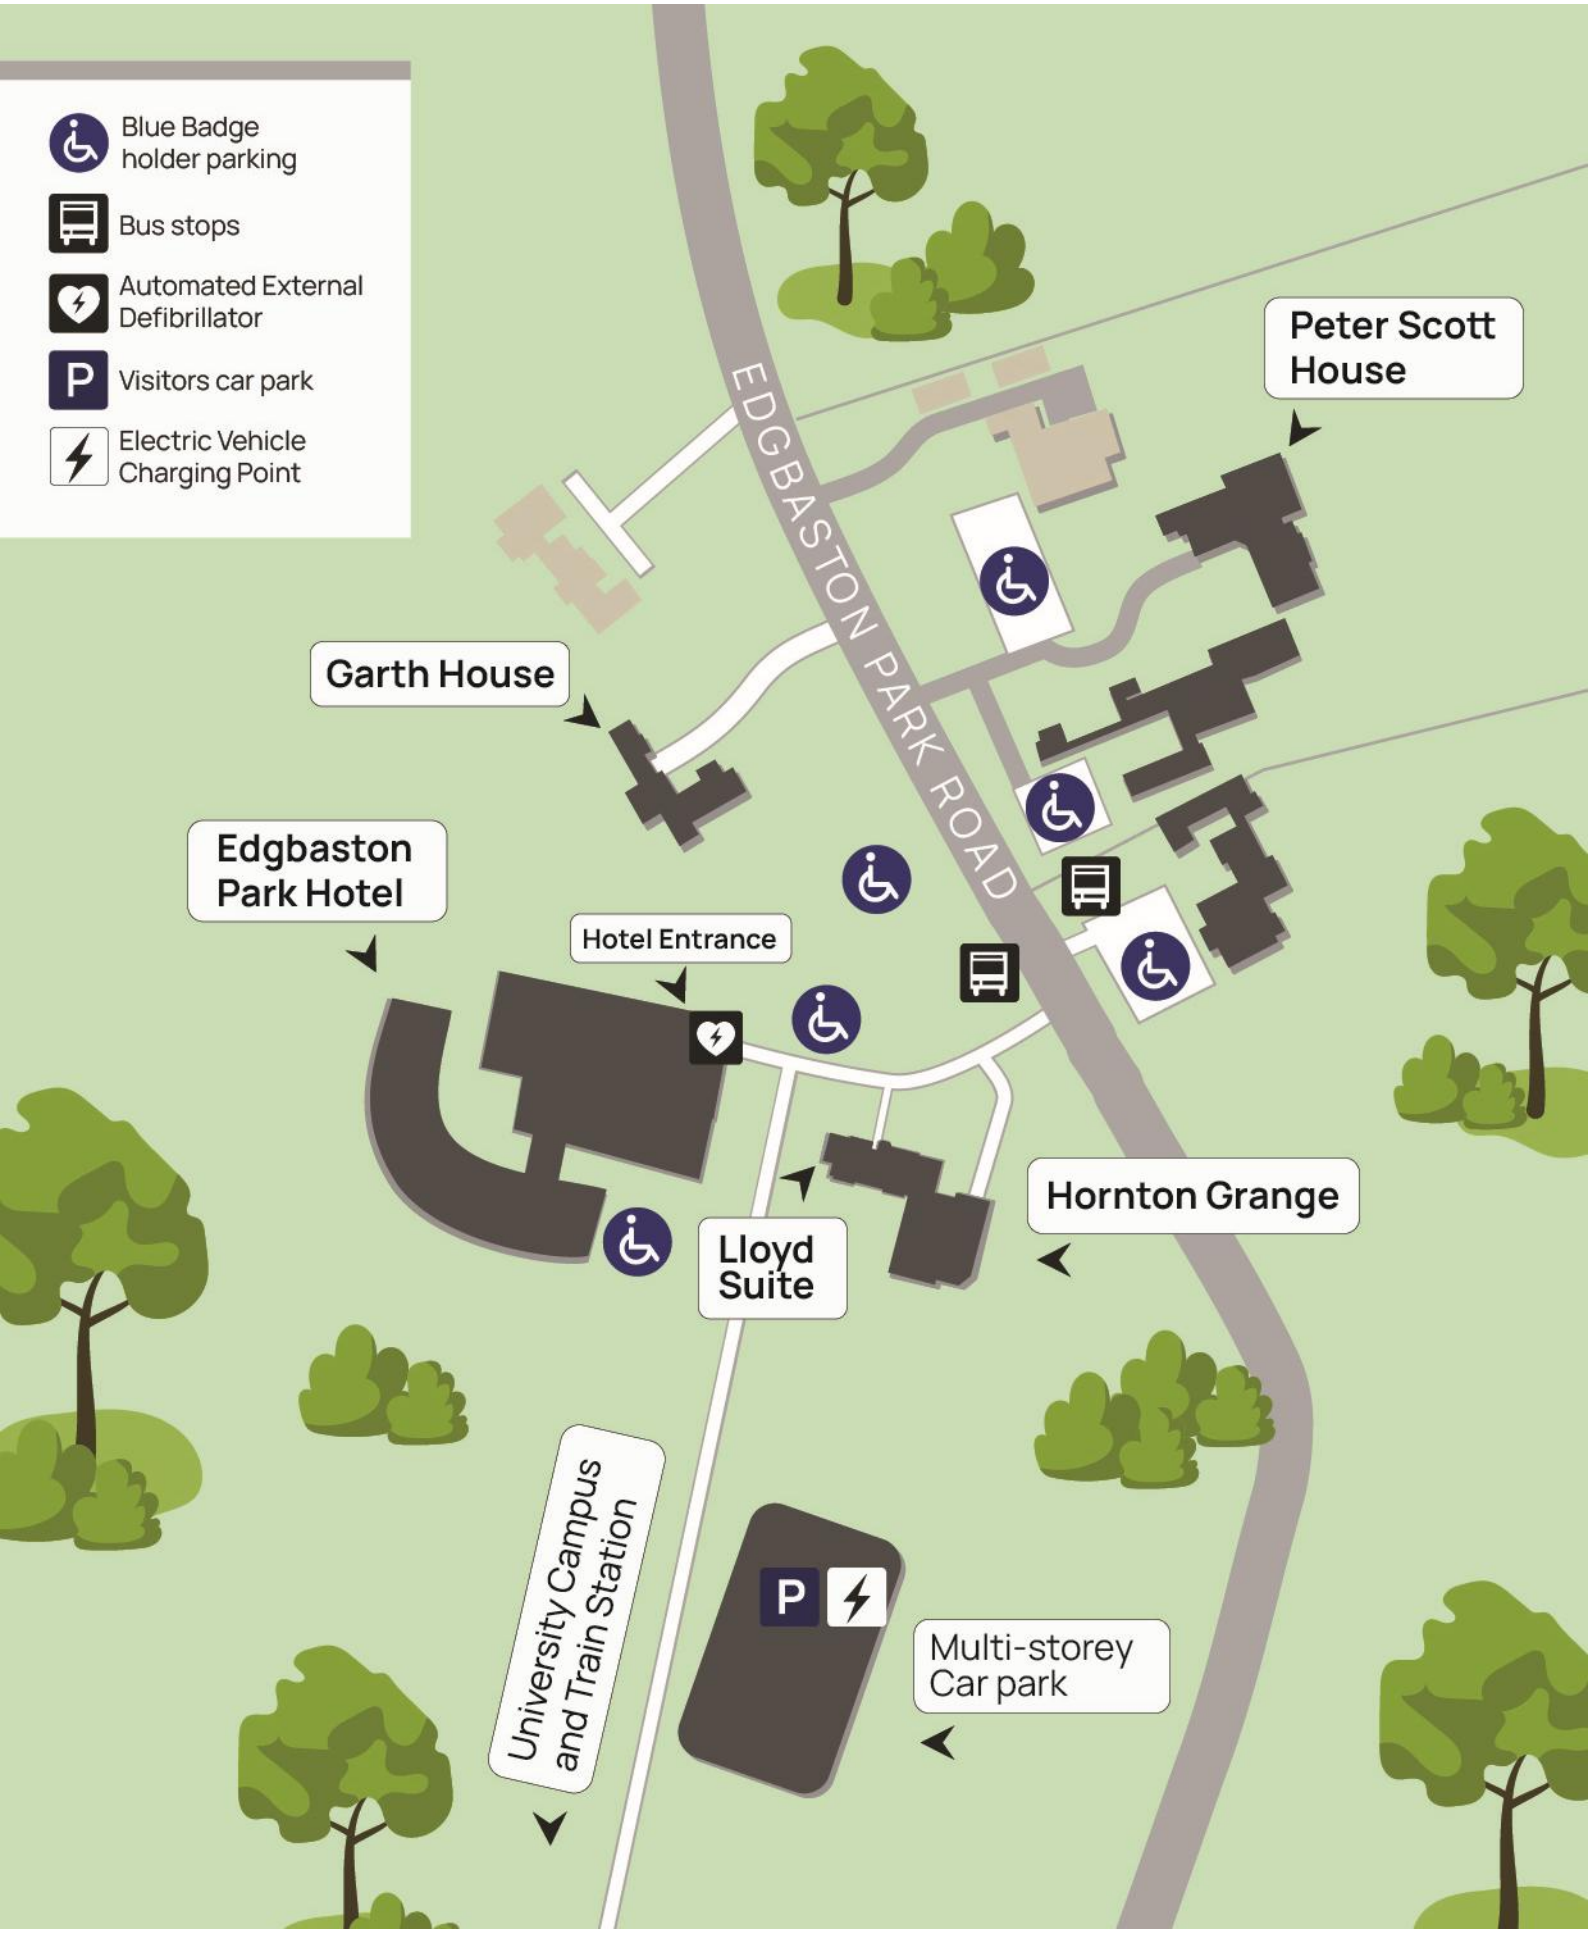 Blue Badge
holder parking
Bus stops
Automated External
Defibrillator
P
Visitors car park
Electric Vehicle
Charging Point
Peter Scott
House
EDGBASTON PARK ROAD
Garth House
Edgbaston
Park Hotel
Hotel Entrance
Hornton Grange
Lloyd
Suite
University Campus
and Train Station
P
Multi-storey
Car park